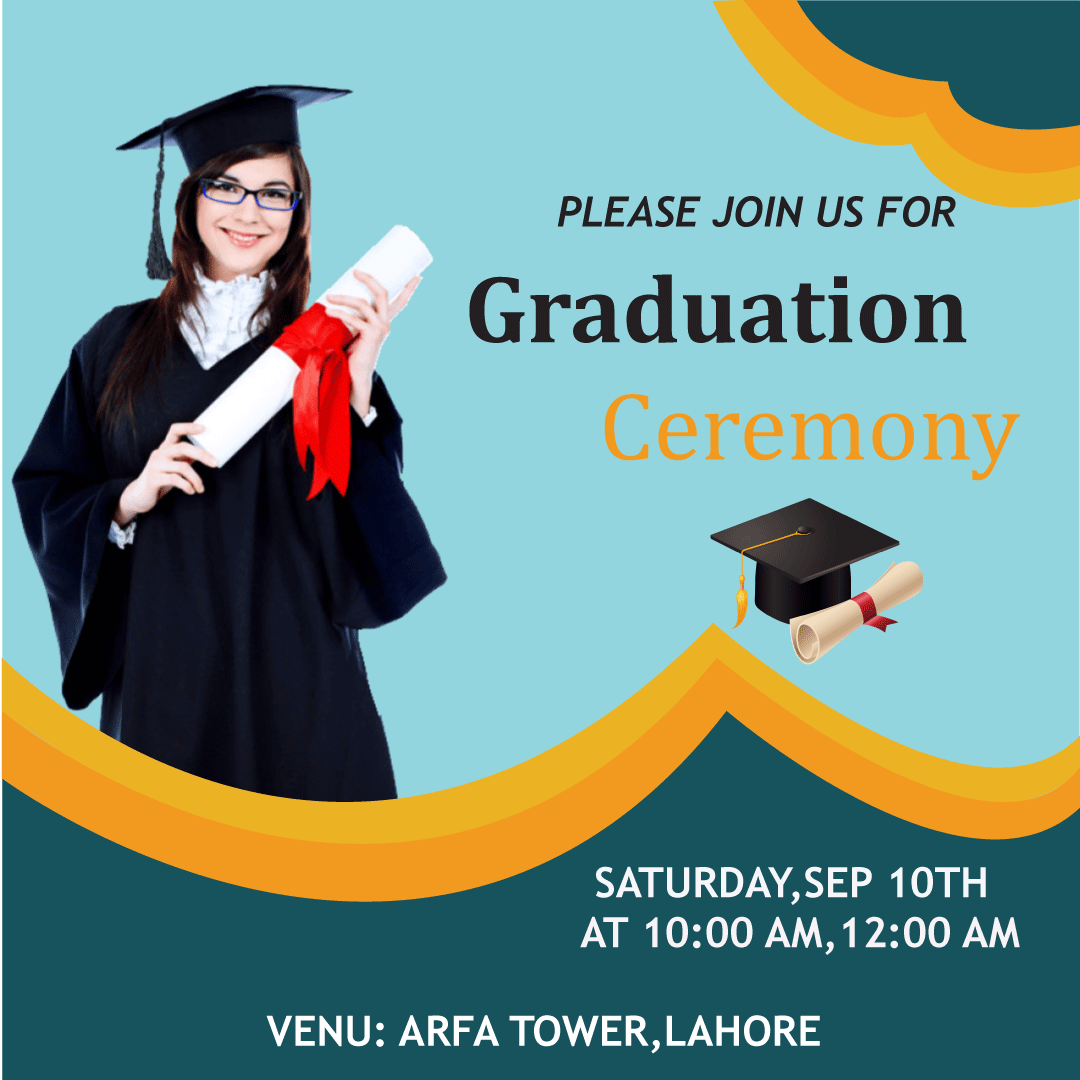 PLEASE JOIN US FOR
Graduation
Ceremony
SATURDAY,SEP 10TH
AT 10:00 AM,12:00 AM
VENU: ARFA TOWER,LAHORE